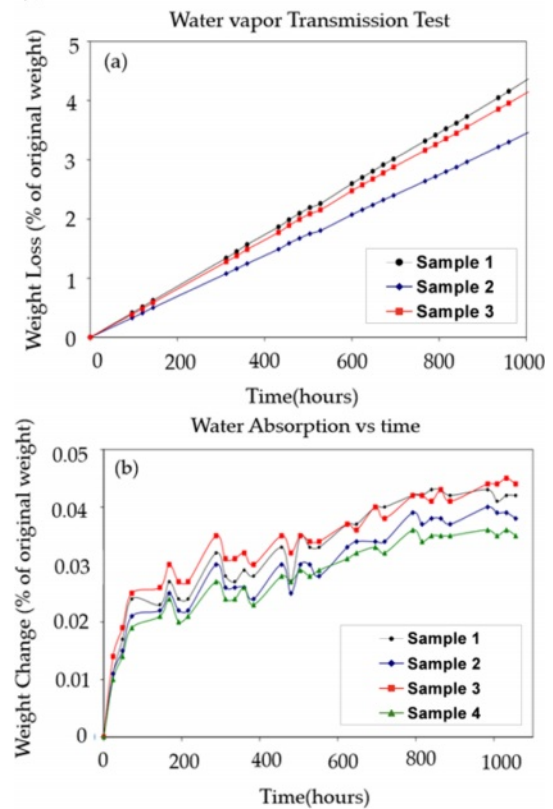 Water vapor Transmission Test
(a)
Weight Loss (% of original weight)
5
4
3
2
1
0
Sample 1
Sample 2
Sample 3
0 200 400 600 800 1000
Time(hours)
Water Absorption vs time
(b)
Weight Change (% of original weight)
0.05
0.04
0.03
0.02
0.01
0
Sample 1
Sample 2
Sample 3
Sample 4
0 200 400 600 800 1000
Time(hours)